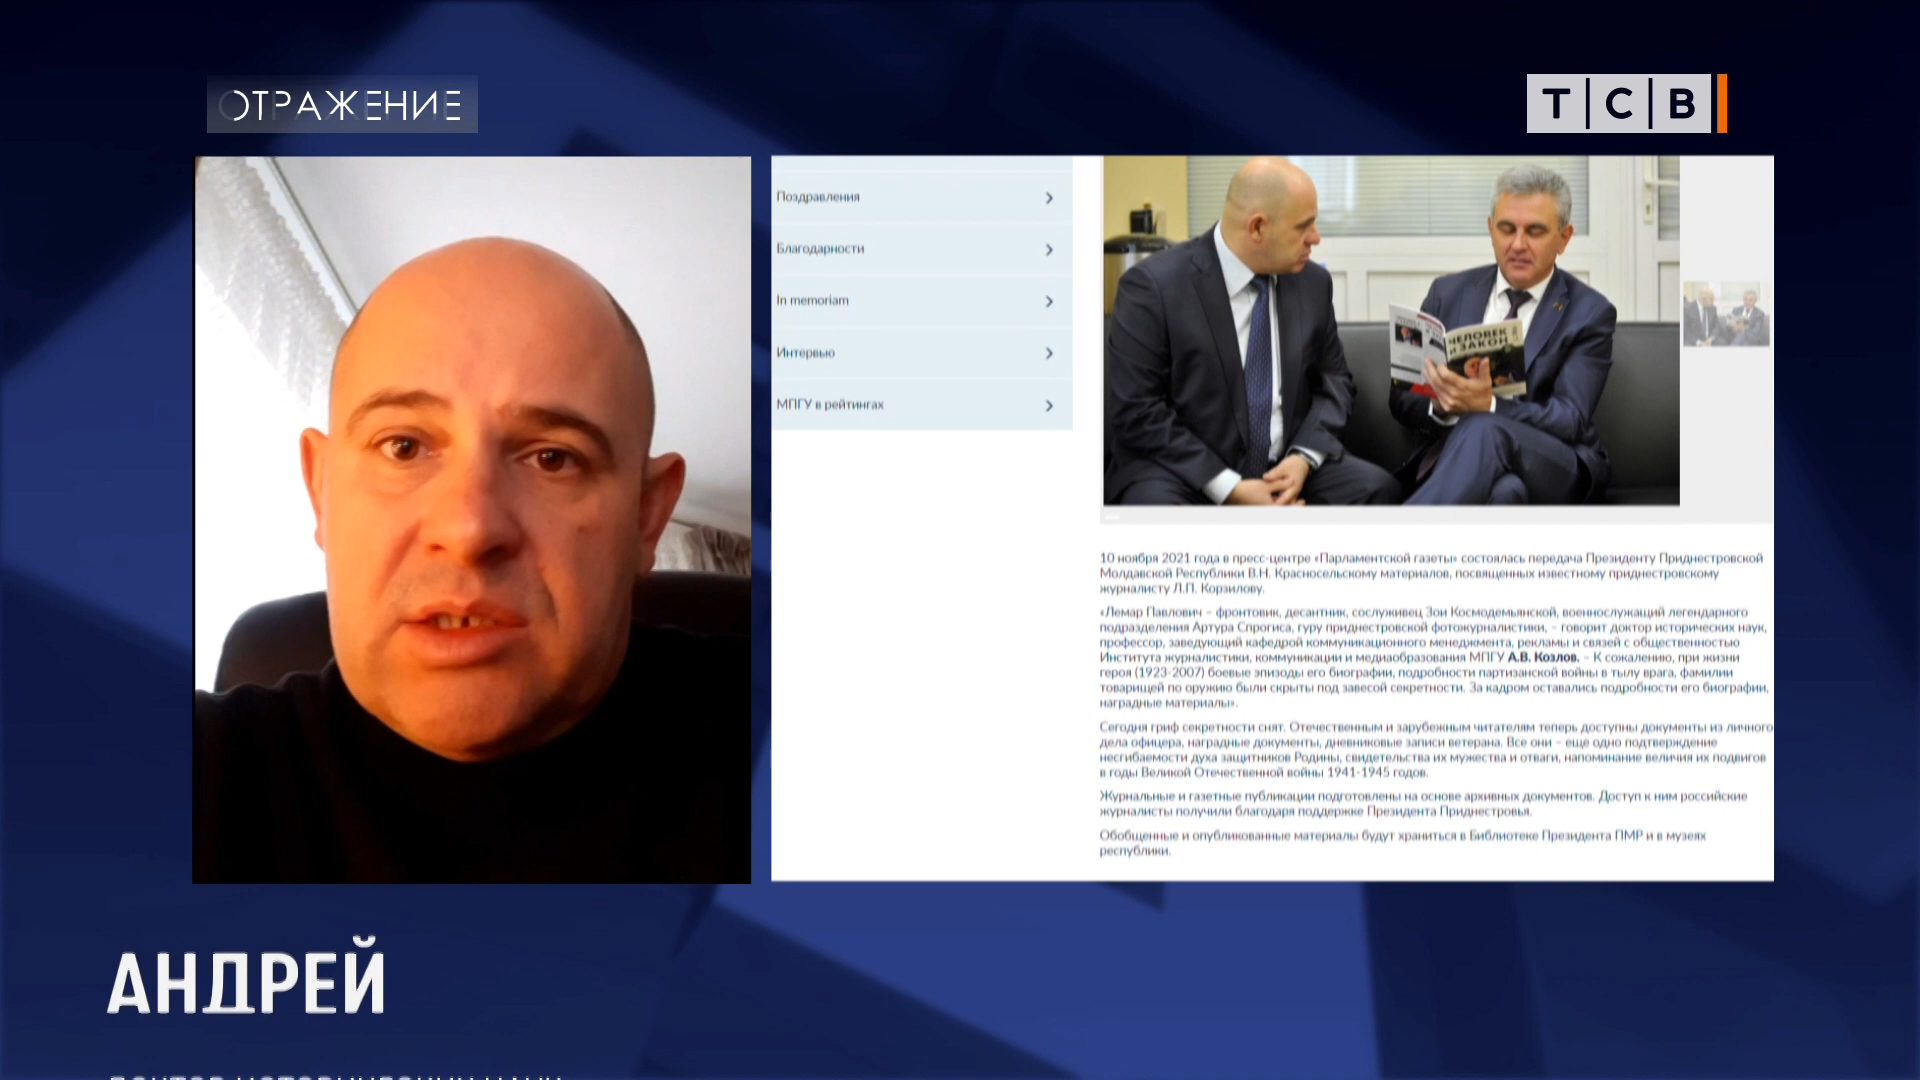 ОТРАЖЕНИЕ
Т|С|В
Поздравления
Благодарности
In memoriam
Интервью
МПГУ в рейтингах
ЧЕЛОВЕК
И ЗАКОН
10 ноября 2021 года в пресс-центре «Парламентской газеты» состоялась передача Президенту Приднестровской
Молдавской Республики В.Н. Красносельскому материалов, посвященных известному приднестровскому
журналисту Л.П. Корзилову.
«Лемар Павлович – фронтовик, десантник, сослуживец Зои Космодемьянской, военнослужащий легендарного
подразделения Артура Спрогиса, гуру приднестровской фотожурналистики, – говорит доктор исторических наук,
профессор, заведующий кафедрой коммуникационного менеджмента, рекламы и связей с общественностью
Института журналистики, коммуникации и медиаобразования МПГУ А.В. Козлов. – К сожалению, при жизни
героя (1923-2007) боевые эпизоды его биографии, подробности партизанской войны в тылу врага, фамилии
товарищей по оружию были скрыты под завесой секретности. За кадром оставались подробности его биографии,
наградные материалы».
Сегодня гриф секретности снят. Отечественным и зарубежным читателям теперь доступны документы из личного
дела офицера, наградные документы, дневниковые записи ветерана. Все они – еще одно подтверждение
несгибаемости духа защитников Родины, свидетельства их мужества и отваги, напоминание величия их подвигов
в годы Великой Отечественной войны 1941-1945 годов.
Журнальные и газетные публикации подготовлены на основе архивных документов. Доступ к ним российские
журналисты получили благодаря поддержке Президента Приднестровья.
Обобщенные и опубликованные материалы будут храниться в Библиотеке Президента ПМР и в музеях
республики.
АНДРЕЙ